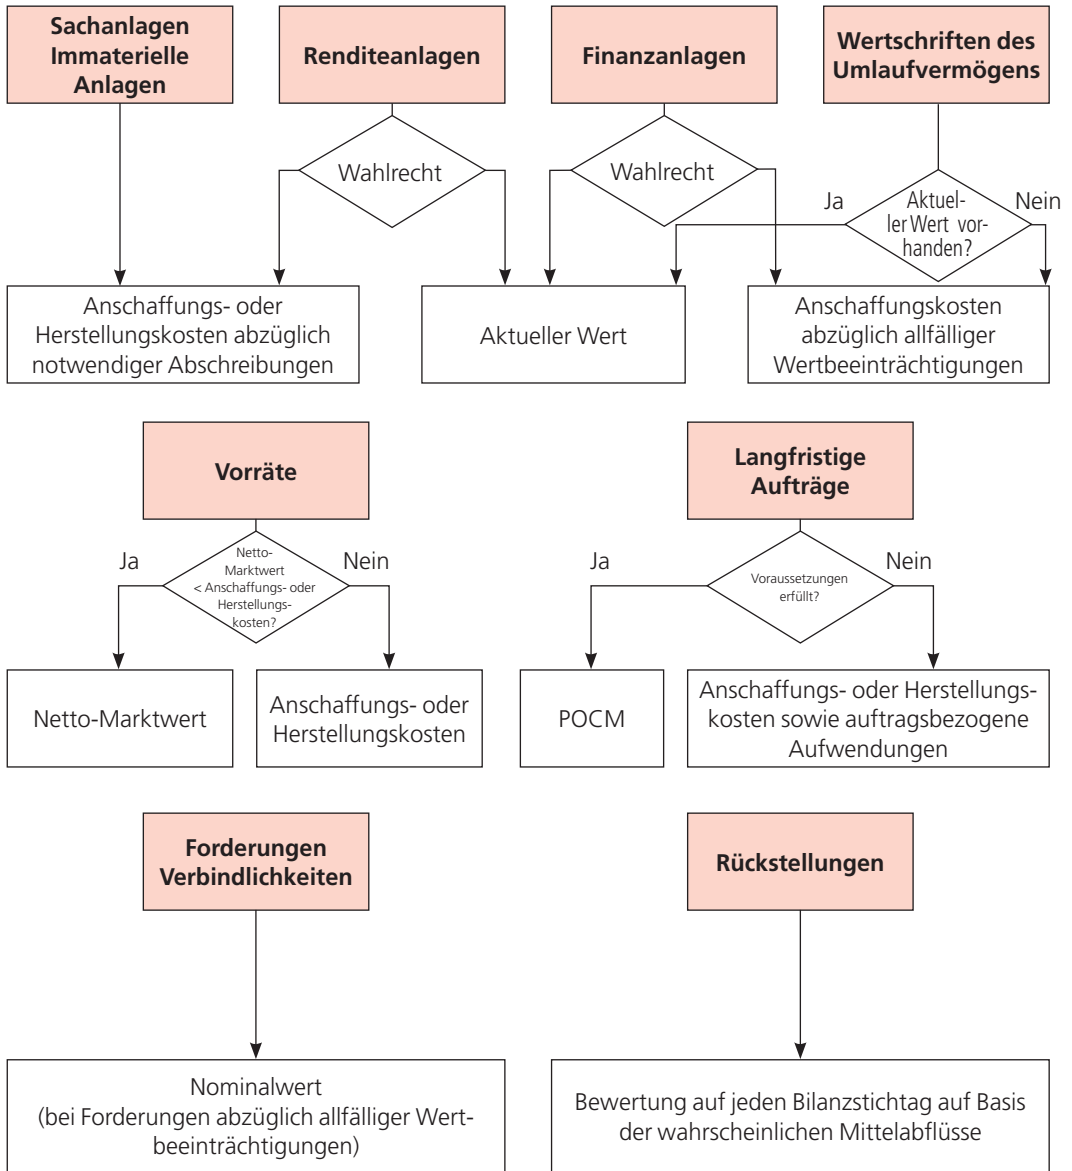 Sachanlagen
Immaterielle
Anlagen
Renditeanlagen
Finanzanlagen
Wertschriften des
Umlaufvermögens
Wahlrecht
Wahlrecht
Ja
Aktuel-
ler Wert vor-
handen?
Nein
Anschaffungs- oder
Herstellungskosten abzüglich
notwendiger Abschreibungen
Aktueller Wert
Anschaffungskosten
abzüglich allfälliger
Wertbeeinträchtigungen
Vorräte
Langfristige
Aufträge
Ja
Netto-
Marktwert
< Anschaffungs- oder
Herstellungs-
kosten?
Nein
Ja
Voraussetzungen
erfüllt?
Nein
Netto-Marktwert
Anschaffungs- oder
Herstellungskosten
POCM
Anschaffungs- oder Herstellungs-
kosten sowie auftragsbezogene
Aufwendungen
Forderungen
Verbindlichkeiten
Rückstellungen
Nominalwert
(bei Forderungen abzüglich allfälliger Wert-
beeinträchtigungen)
Bewertung auf jeden Bilanzstichtag auf Basis
der wahrscheinlichen Mittelabflüsse